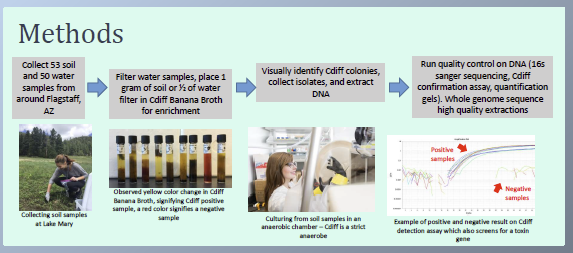 Methods
Collect 53 soil
and 50 water
samples from
around Flagstaff,
AZ
Filter water samples, place 1
gram of soil or ½ of water
filter in Cdiff Banana Broth
for enrichment
Visually identify Cdiff colonies,
collect isolates, and extract
DNA
Run quality control on DNA (16s
sanger sequencing, Cdiff
confirmation assay, quantification
gels). Whole genome sequence
high quality extractions
Collecting soil samples
at Lake Mary
Observed yellow color change in Cdiff
Banana Broth, signifying Cdiff positive
sample, a red color signifies a negative
sample
Culturing from soil samples in an
anaerobic chamber – Cdiff is a strict
anaerobe
Positive
samples
Negative
samples
Example of positive and negative result on Cdiff
detection assay which also screens for a toxin
gene